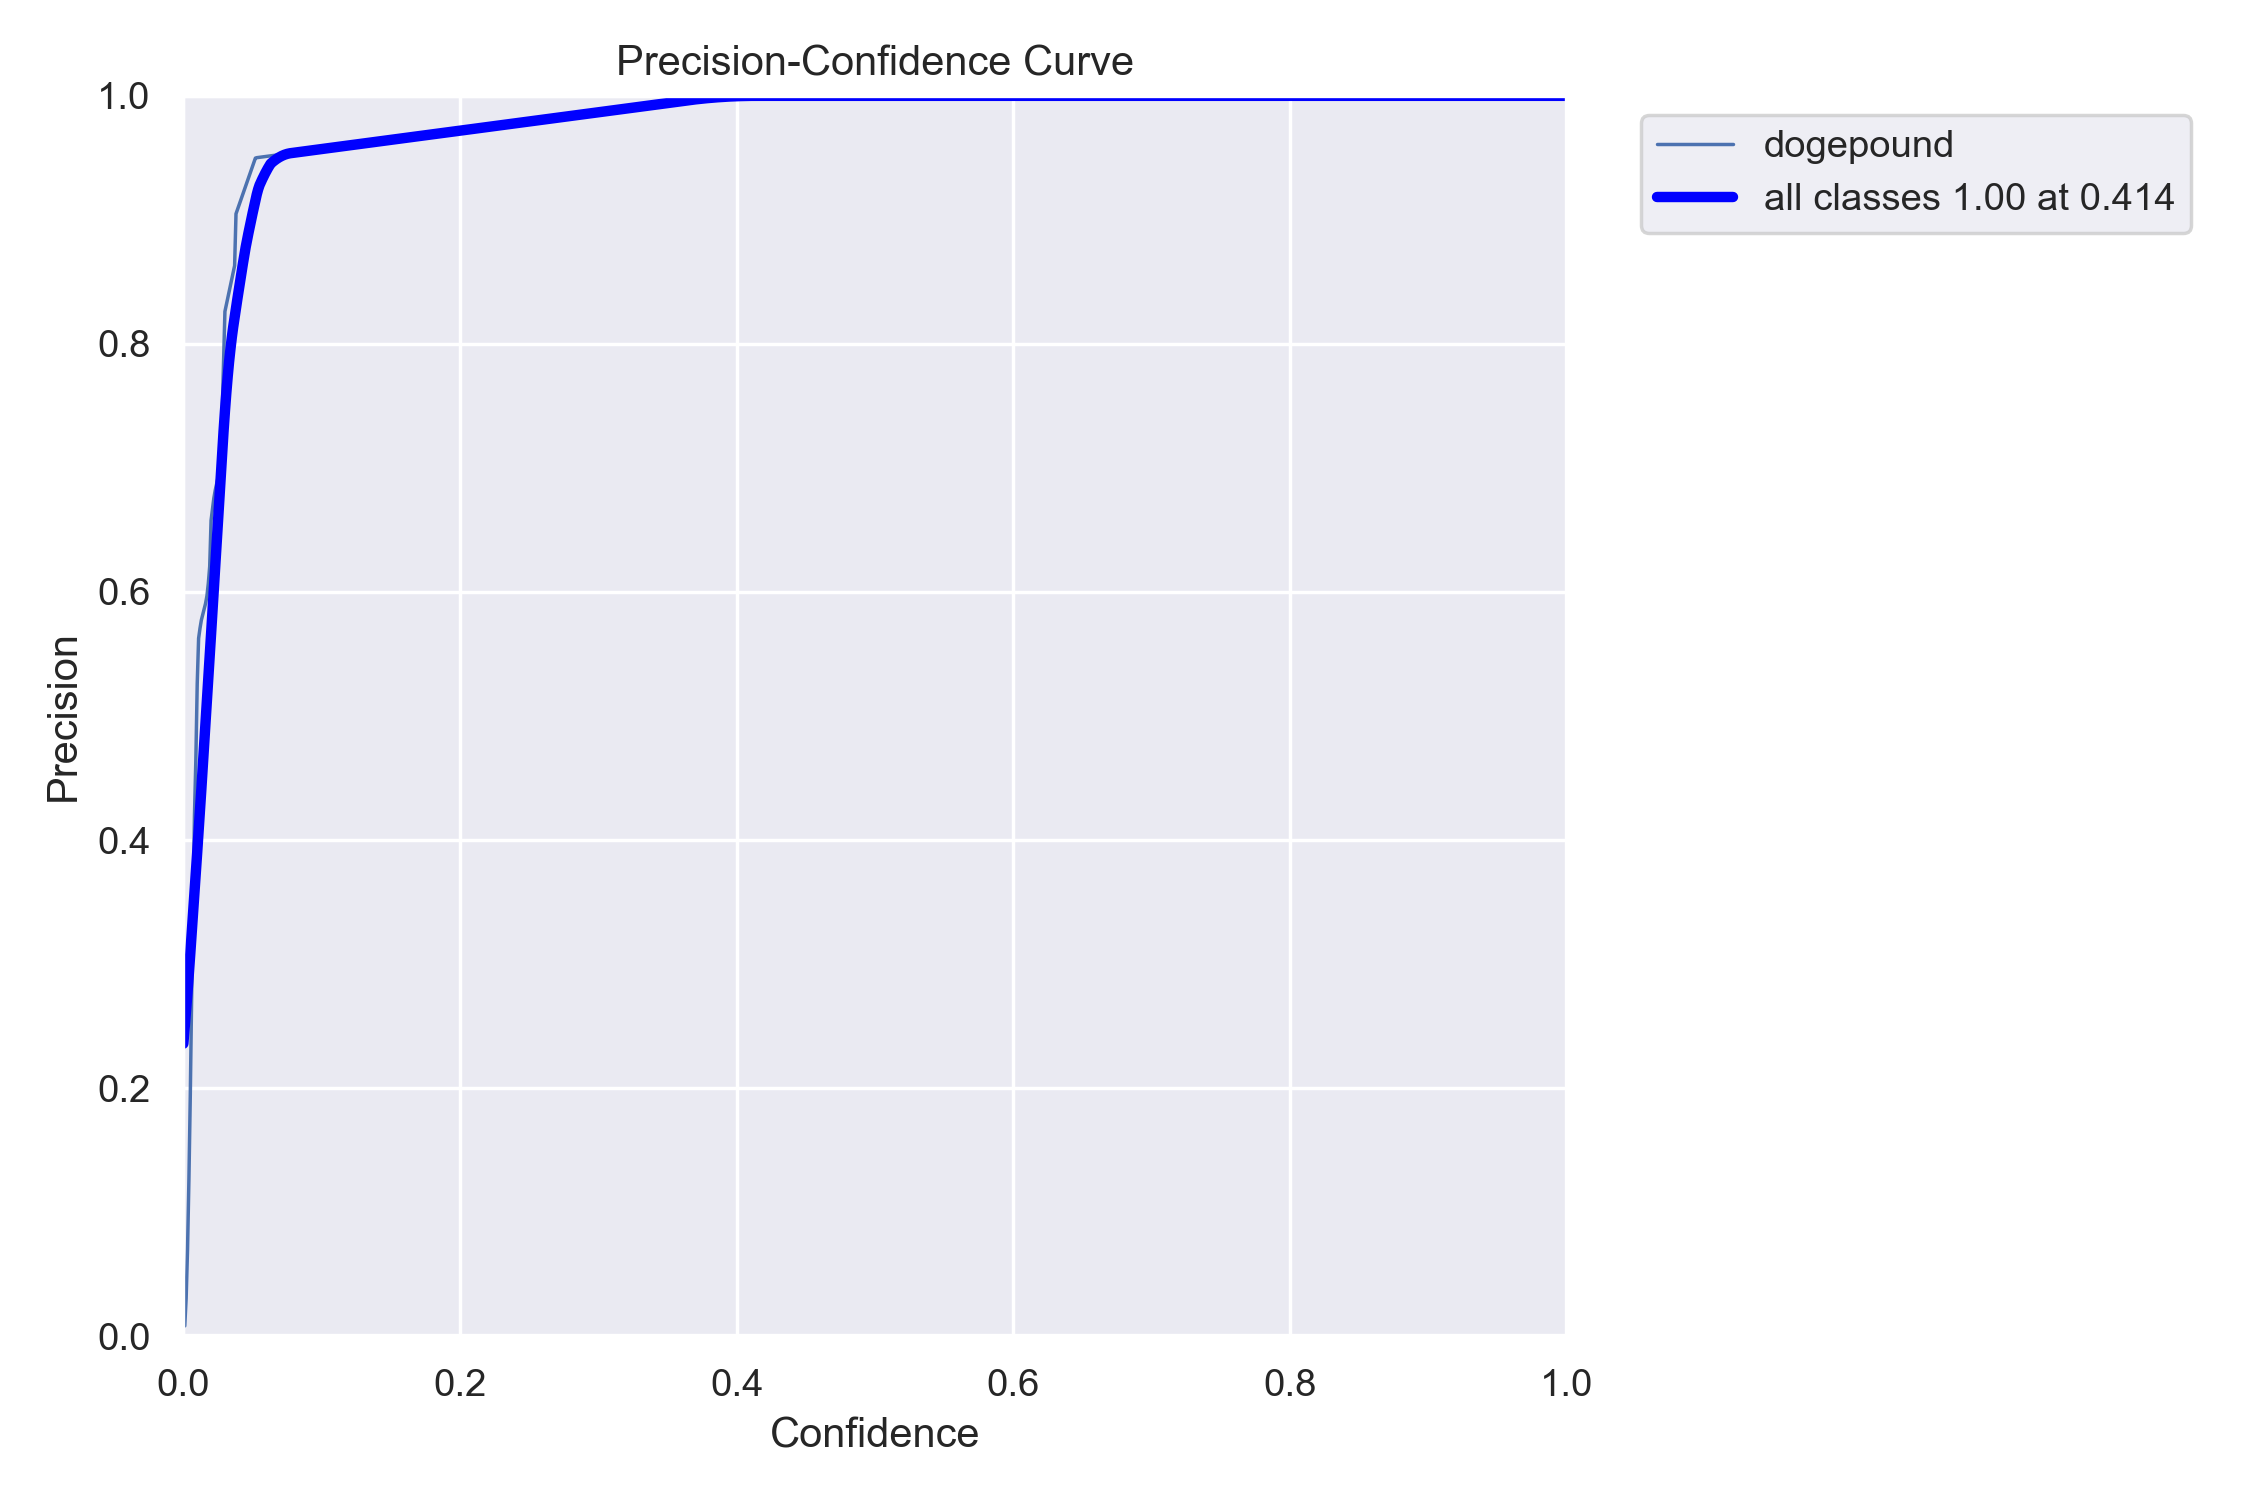 Precision-Confidence Curve
1.0
0.8
0.6
0.4
0.2
0.0
Precision
0.0 0.2 0.4 0.6 0.8 1.0
Confidence
dogepound
all classes 1.00 at 0.414